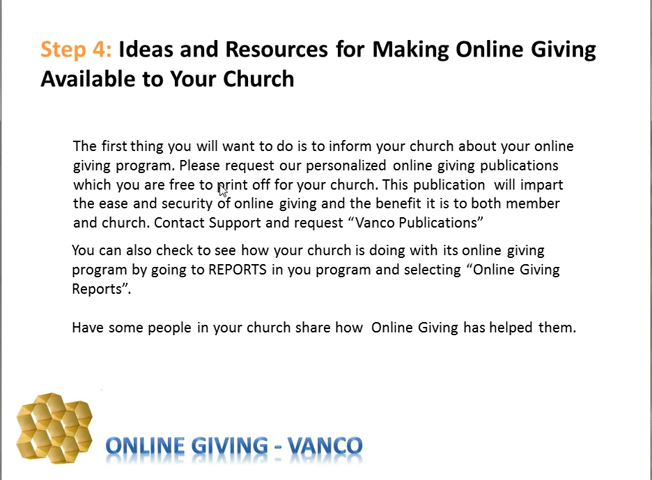 Step 4: Ideas and Resources for Making Online Giving
Available to Your Church
The first thing you will want to do is to inform your church about your online
giving program. Please request our personalized online giving publications
which you are free to print off for your church. This publication will impart
the ease and security of online giving and the benefit it is to both member
and church. Contact Support and request “Vanco Publications”
You can also check to see how your church is doing with its online giving
program by going to REPORTS in you program and selecting “Online Giving
Reports”.
Have some people in your church share how Online Giving has helped them.
ONLINE GIVING - VANCO